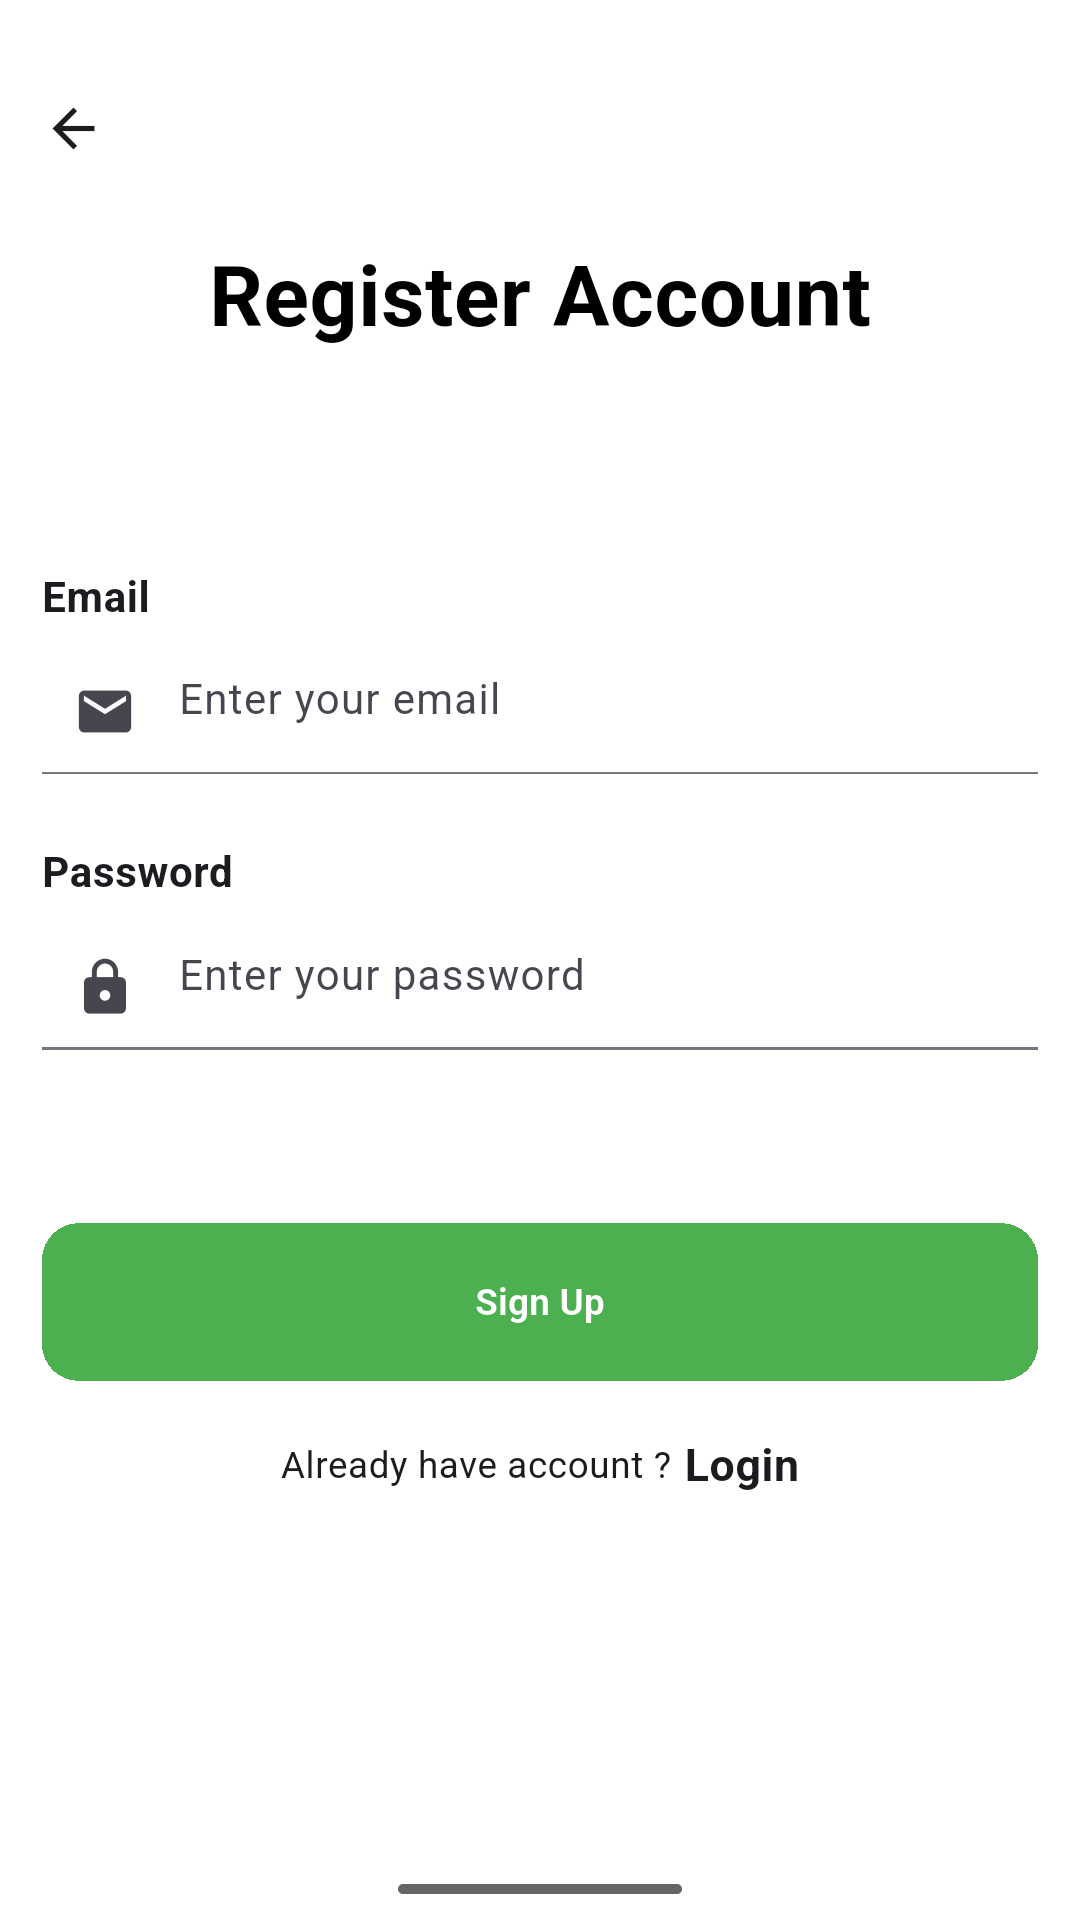 Register Account
Email
Enter your email
Password
Enter your password
Sign Up
Already have account ? Login